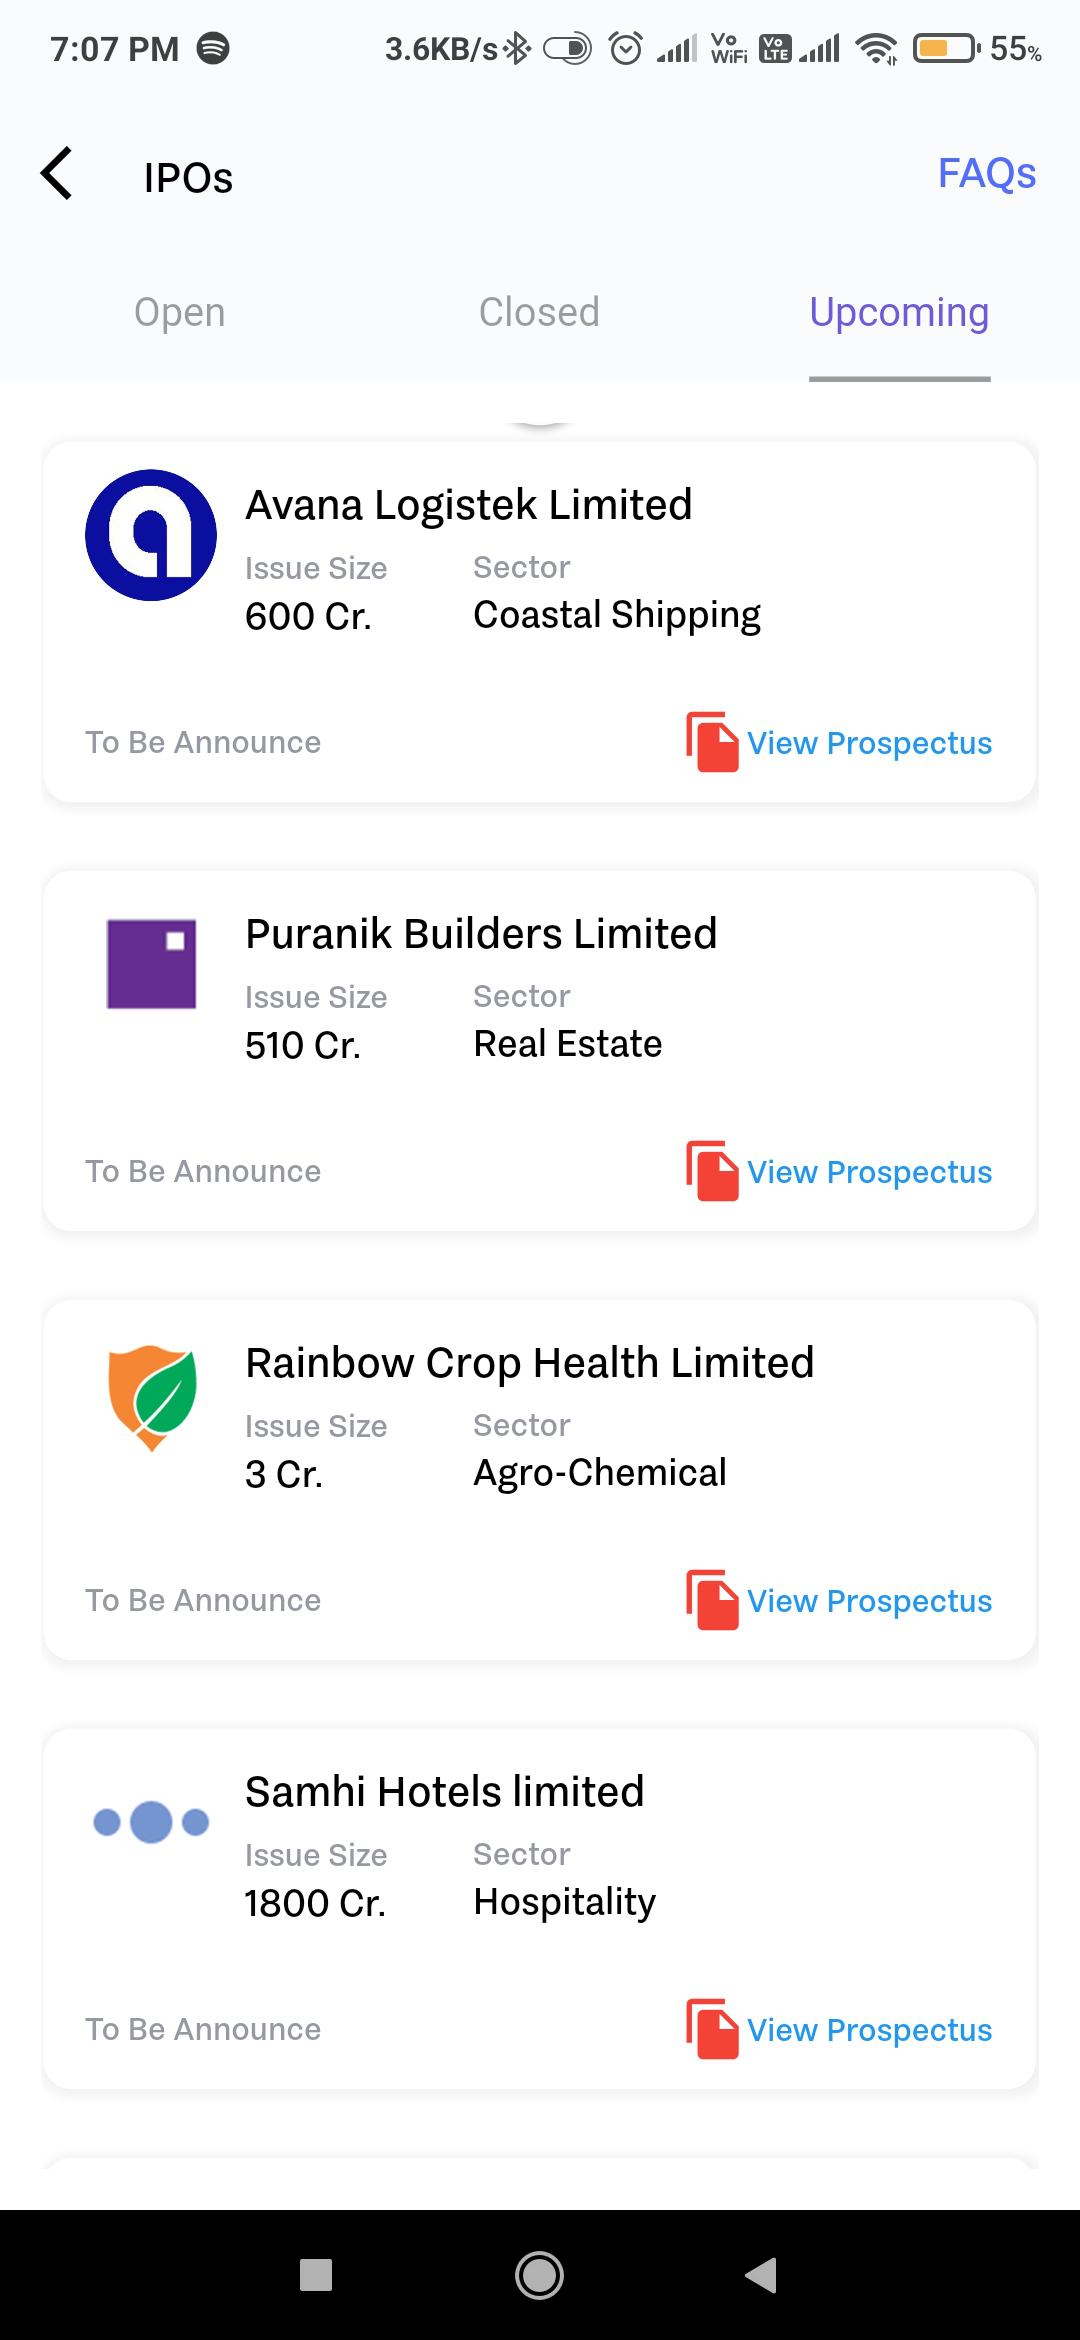 7:07 PM 3.6KB/s Vo WiFi Vo LTE 55%
IPOs FAQs
Open Closed Upcoming
Avana Logistek Limited
Issue Size Sector
600 Cr. Coastal Shipping
To Be Announce View Prospectus
Puranik Builders Limited
Issue Size Sector
510 Cr. Real Estate
To Be Announce View Prospectus
Rainbow Crop Health Limited
Issue Size Sector
3 Cr. Agro-Chemical
To Be Announce View Prospectus
Samhi Hotels limited
Issue Size Sector
1800 Cr. Hospitality
To Be Announce View Prospectus